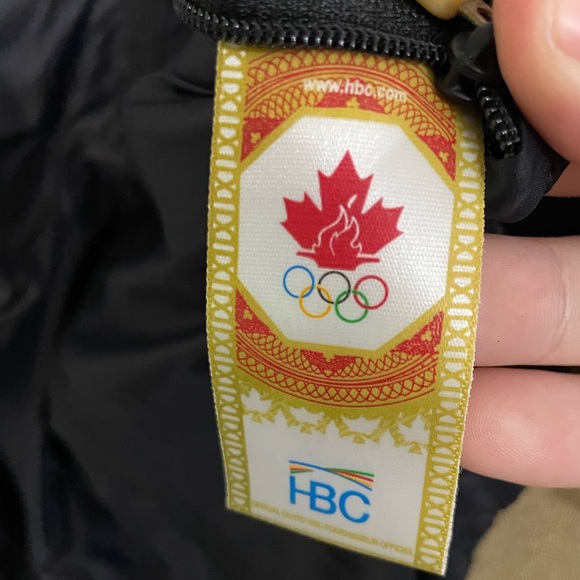 www.hbc.com
HBC
OFFICIAL OUTFITTER / FOURNISSEUR OFFICIEL